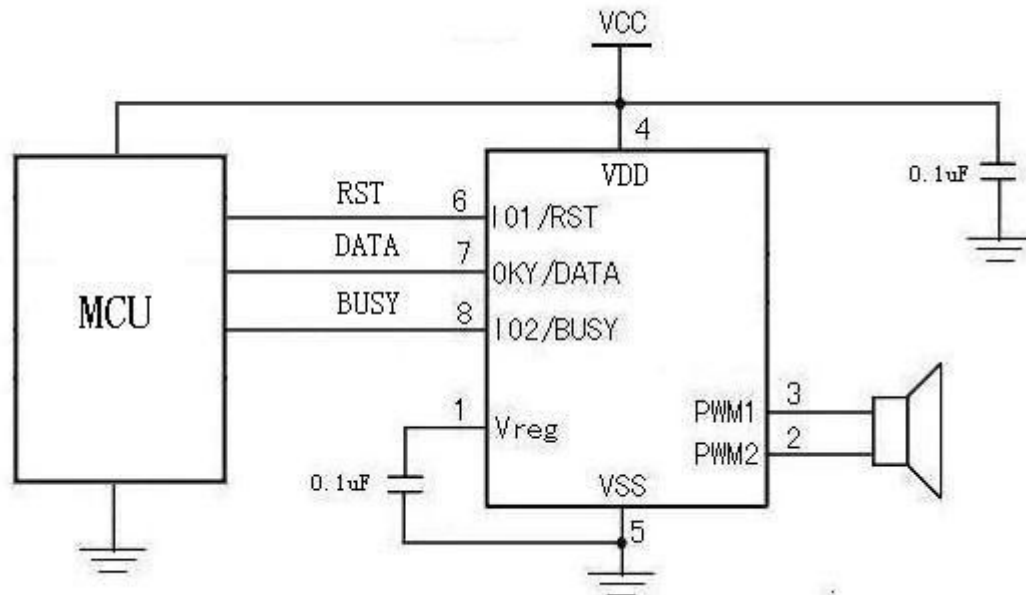 VCC
4
VDD
0.1uF
RST
6
IO1/RST
DATA
7
OKY/DATA
MCU
BUSY
8
IO2/BUSY
1
Vreg
PWM1
3
PWM2
2
0.1uF
VSS
5